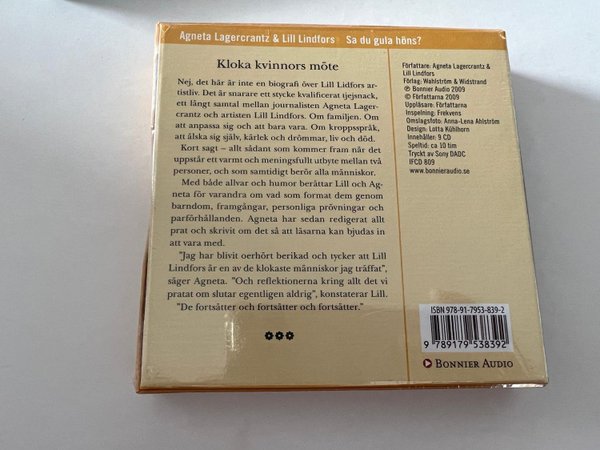 Agneta Lagercrantz & Lill Lindfors Sa du gula höns?
Kloka kvinnors möte
Nej, det här är inte en biografi över Lill Lidfors ar-
tistliv. Det är snarare ett stycke kvalificerat tjejsnack,
ett långt samtal mellan journalisten Agneta Lager-
crantz och artisten Lill Lindfors. Om familjen. Om
att anpassa sig och att bara vara. Om kroppsspråk,
att älska sig själv, kärlek och drömmar, liv och död.
Kort sagt – allt sådant som kommer fram när det
uppstår ett varmt och meningsfullt utbyte mellan två
personer, och som samtidigt berör alla människor.
Med både allvar och humor berättar Lill och Ag-
neta för varandra om vad som format dem genom
barndom, framgångar, personliga prövningar och
parförhållanden. Agneta har sedan redigerat allt
prat och skrivit om det så att läsarna kan bjudas in
att vara med.
"Jag har blivit oerhört berikad och tycker att Lill
Lindfors är en av de klokaste människor jag träffat",
säger Agneta. "Och reflektionerna kring allt det vi
pratat om slutar egentligen aldrig", konstaterar Lill.
"De fortsätter och fortsätter och fortsätter."
Författare: Agneta Lagercrantz &
Lill Lindfors
Förlag: Wahlström & Widstrand
℗ Bonnier Audio 2009
© Författarna 2009
Uppläsare: Författarna
Inspelning: Frekvens
Omslagsfoto: Anna-Lena Ahlström
Design: Lotta Kühlhorn
Innehåller: 9 CD
Speltid: ca 10 tim
Tryckt av Sony DADC
IFCD 809
www.bonnieraudio.se
ISBN 978-91-7953-839-2
9 789179 538392
BONNIER AUDIO